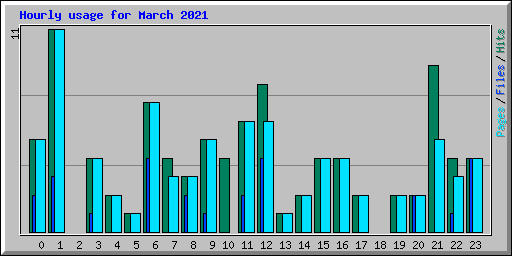 Hourly usage for March 2021
11
Pages/Files/Hits
0 1 2 3 4 5 6 7 8 9 10 11 12 13 14 15 16 17 18 19 20 21 22 23